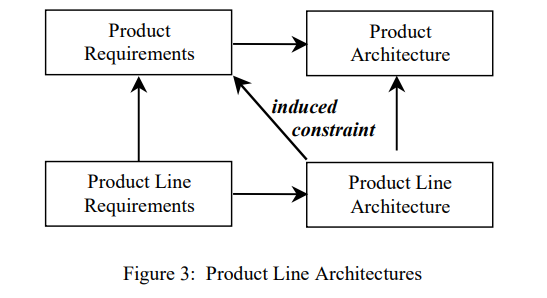 Product
Requirements
Product
Architecture
induced
constraint
Product Line
Requirements
Product Line
Architecture
Figure 3: Product Line Architectures